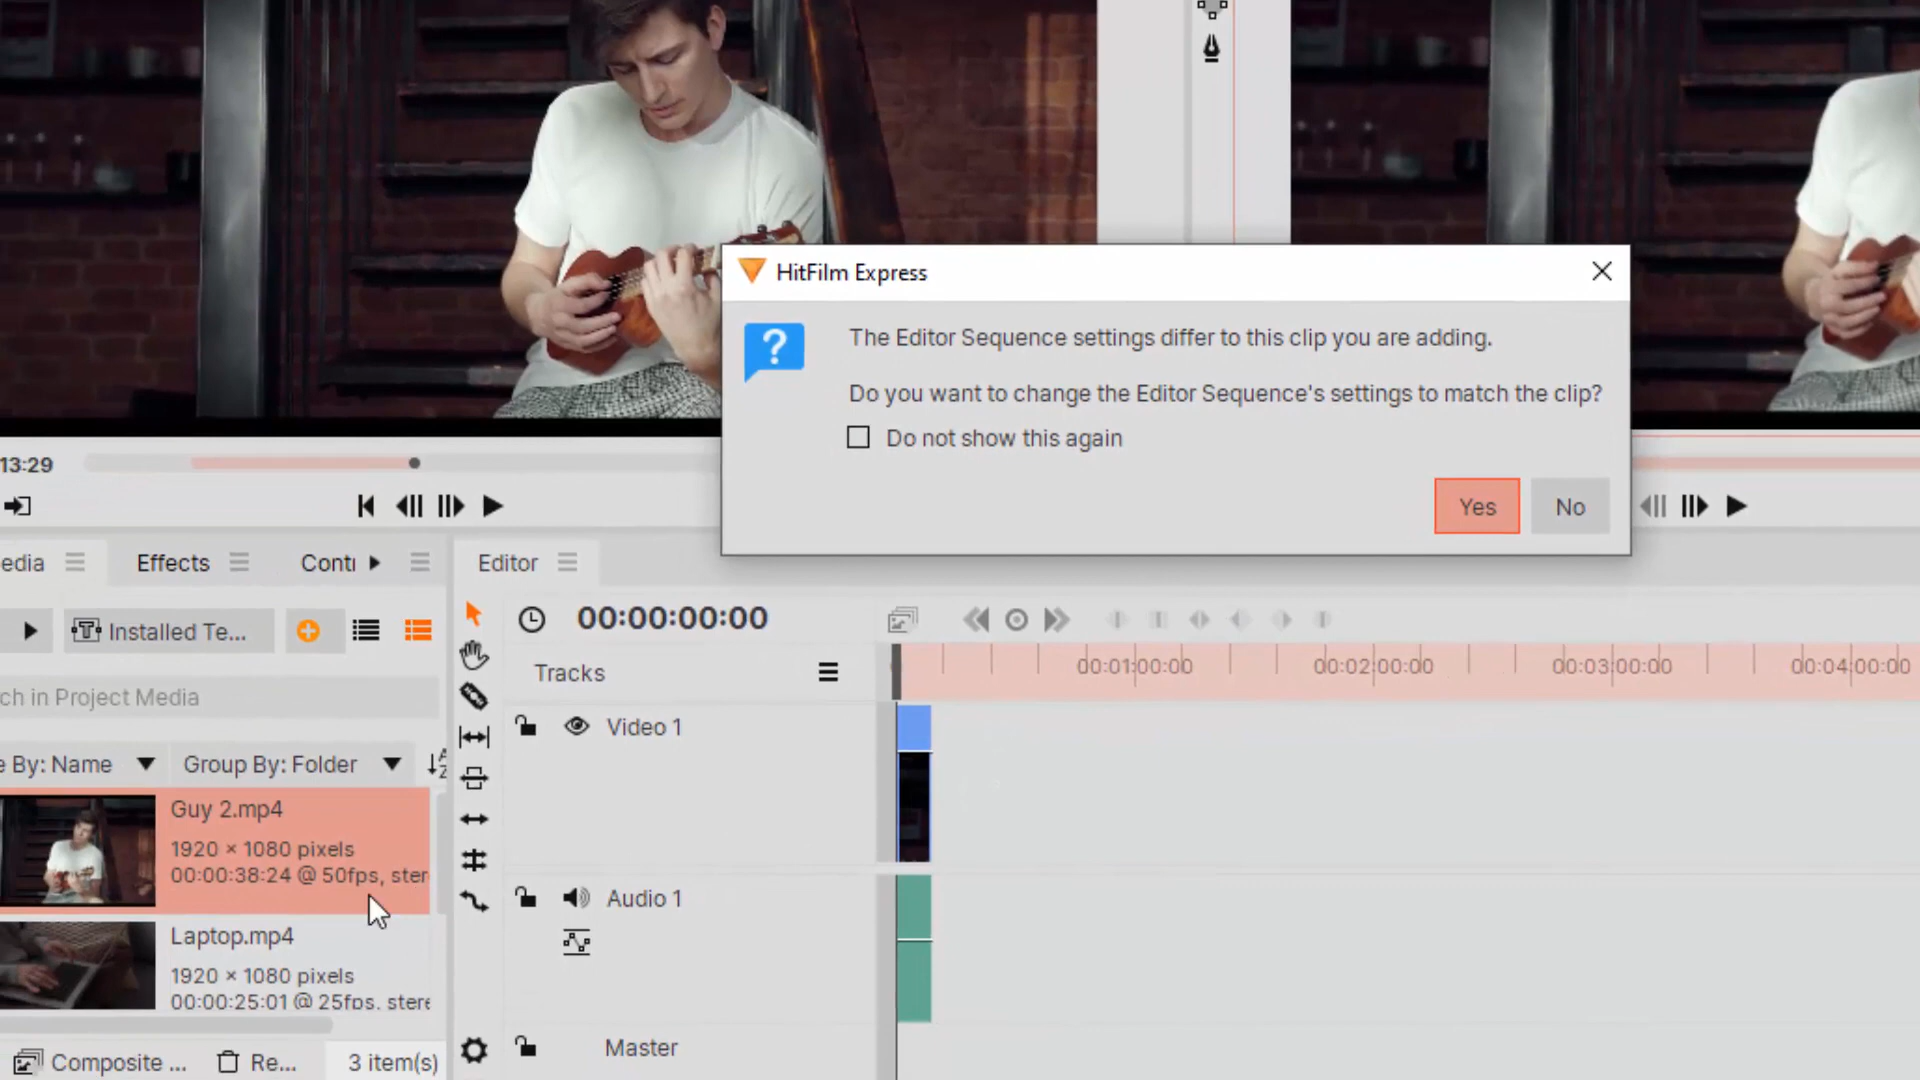 HitFilm Express
The Editor Sequence settings differ to this clip you are adding.
Do you want to change the Editor Sequence's settings to match the clip?
Do not show this again
Yes
No
13:29
edia
Effects
Conti
Editor
Installed Te...
00:00:00:00
ch in Project Media
Tracks
00:01:00:00
00:02:00:00
00:03:00:00
00:04:00:00
e By: Name
Group By: Folder
Video 1
Guy 2.mp4
1920 × 1080 pixels
00:00:38:24 @ 50fps, ster
Audio 1
Laptop.mp4
1920 × 1080 pixels
00:00:25:01 @ 25fps, stere
Master
Composite ...
Re...
3 item(s)